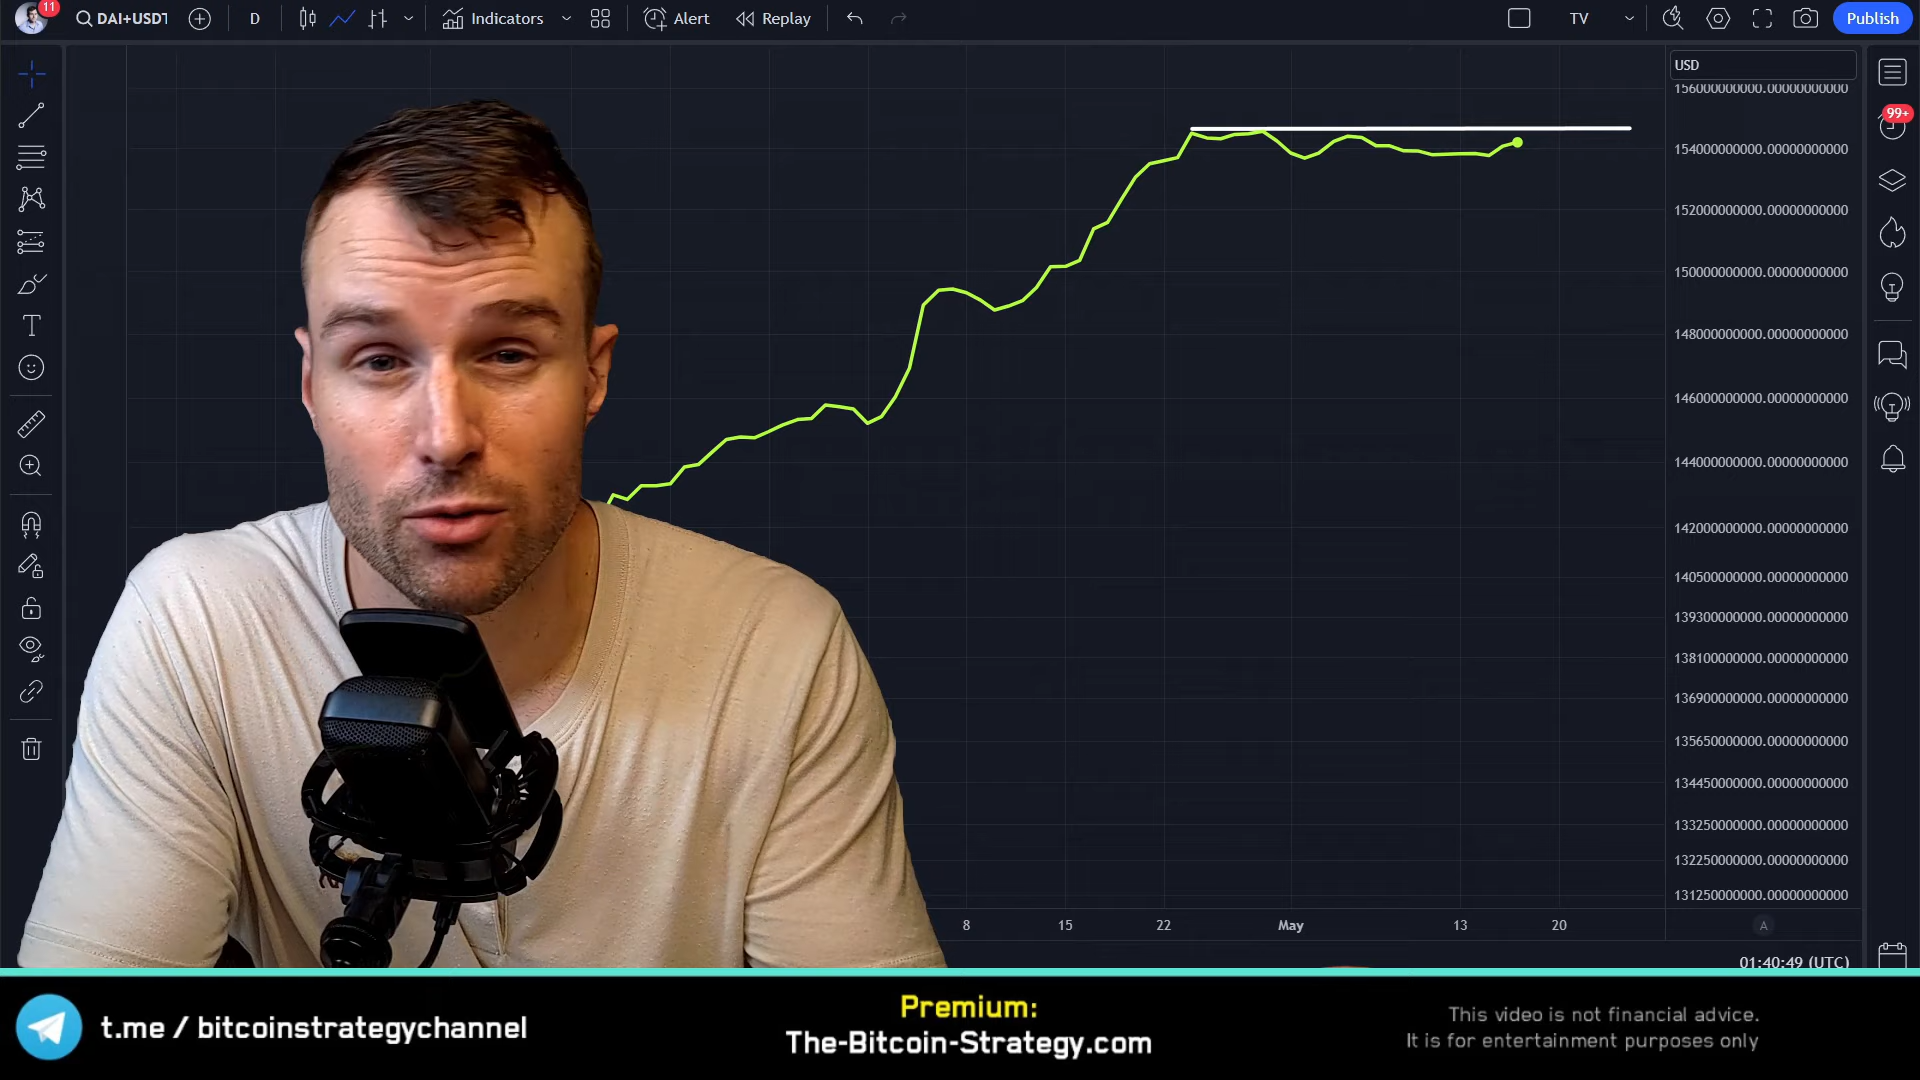 11
DAI+USDT
D
Indicators
Alert
Replay
TV
Publish
USD
99+
156000000000.00000000000
154000000000.00000000000
152000000000.00000000000
150000000000.00000000000
148000000000.00000000000
146000000000.00000000000
144000000000.00000000000
142000000000.00000000000
140500000000.00000000000
139300000000.00000000000
138100000000.00000000000
136900000000.00000000000
135650000000.00000000000
134450000000.00000000000
133250000000.00000000000
132250000000.00000000000
131250000000.00000000000
8 15 22 May 13 20 A
01:40:49 (UTC)
t.me / bitcoinstrategychannel
Premium:
The-Bitcoin-Strategy.com
This video is not financial advice.
It is for entertainment purposes only